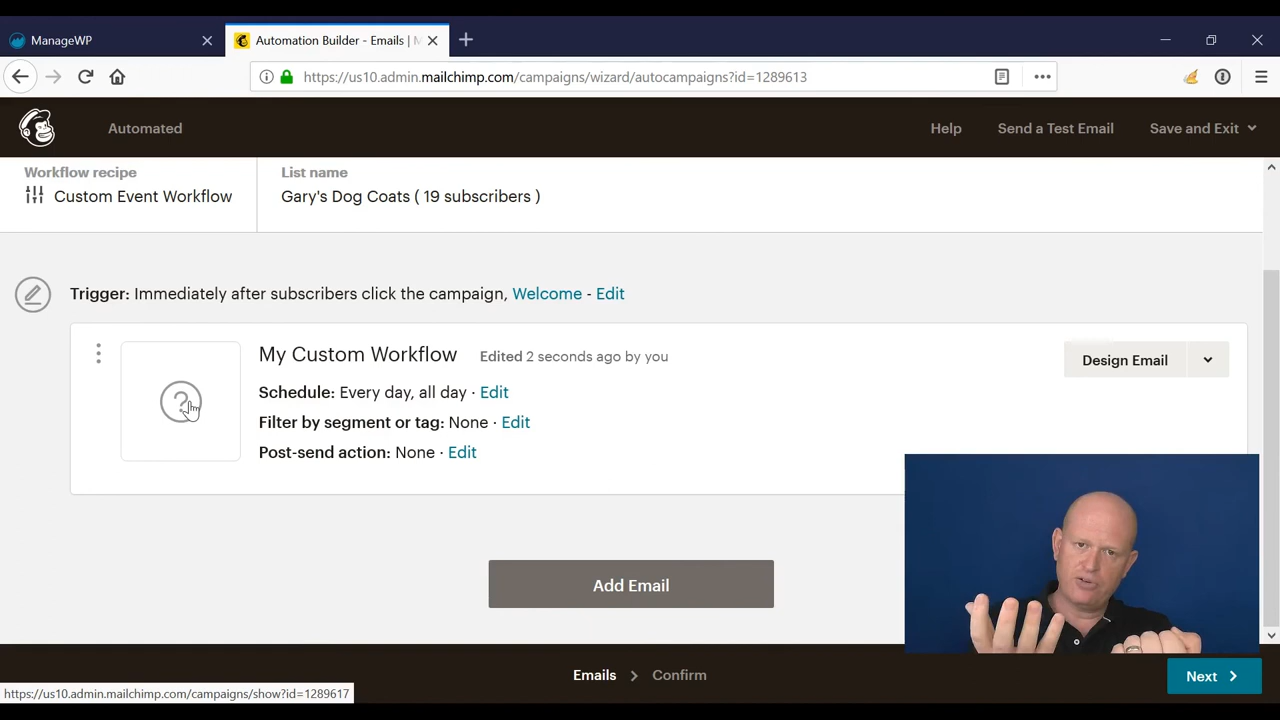 ManageWP
Automation Builder - Emails | M
https://us10.admin.mailchimp.com/campaigns/wizard/autocampaigns?id=1289613
Automated
Help
Send a Test Email
Save and Exit
Workflow recipe
Custom Event Workflow
List name
Gary's Dog Coats ( 19 subscribers )
Trigger: Immediately after subscribers click the campaign, Welcome - Edit
My Custom Workflow
Edited 2 seconds ago by you
Design Email
Schedule: Every day, all day · Edit
Filter by segment or tag: None · Edit
Post-send action: None · Edit
Add Email
Emails
Confirm
Next
https://us10.admin.mailchimp.com/campaigns/show?id=1289617